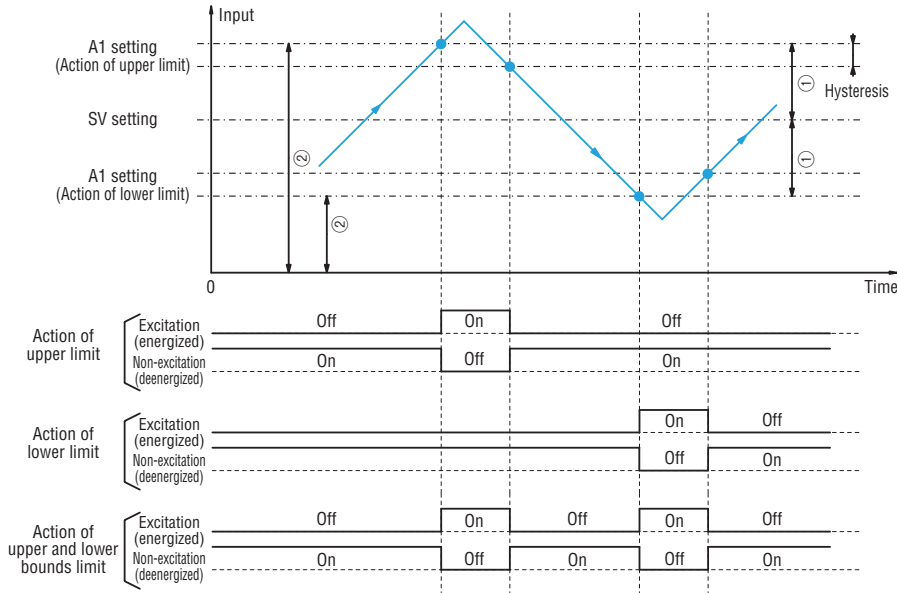 Input
A1 setting
(Action of upper limit)
①
Hysteresis
SV setting
②
①
A1 setting
(Action of lower limit)
②
0
Time
Action of
upper limit
Excitation
(energized)
Off
On
Off
Non-excitation
(deenergized)
On
Off
On
Action of
lower limit
Excitation
(energized)
On
Off
Non-excitation
(deenergized)
Off
On
Action of
upper and lower
bounds limit
Excitation
(energized)
Off
On
Off
On
Off
Non-excitation
(deenergized)
On
Off
On
Off
On